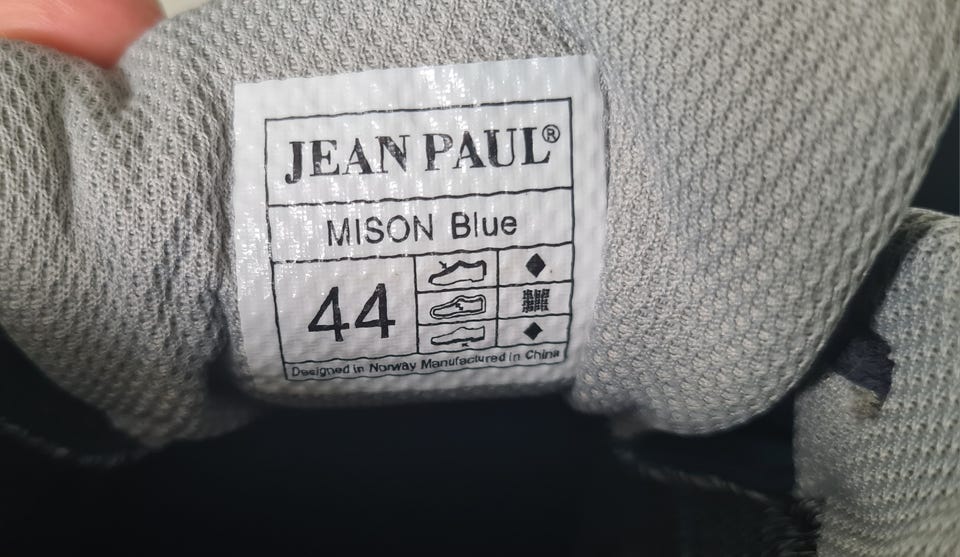 JEAN PAUL®
MISON Blue
44
Designed in Norway Manufactured in China